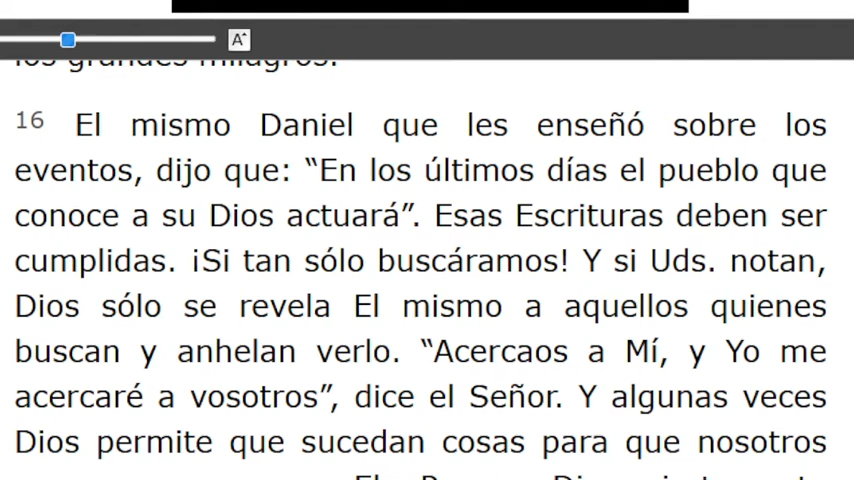 A
los grandes milagros.
16 El mismo Daniel que les enseñó sobre los
eventos, dijo que: “En los últimos días el pueblo que
conoce a su Dios actuará”. Esas Escrituras deben ser
cumplidas. ¡Si tan sólo buscáramos! Y si Uds. notan,
Dios sólo se revela El mismo a aquellos quienes
buscan y anhelan verlo. “Acercaos a Mí, y Yo me
acercaré a vosotros”, dice el Señor. Y algunas veces
Dios permite que sucedan cosas para que nosotros